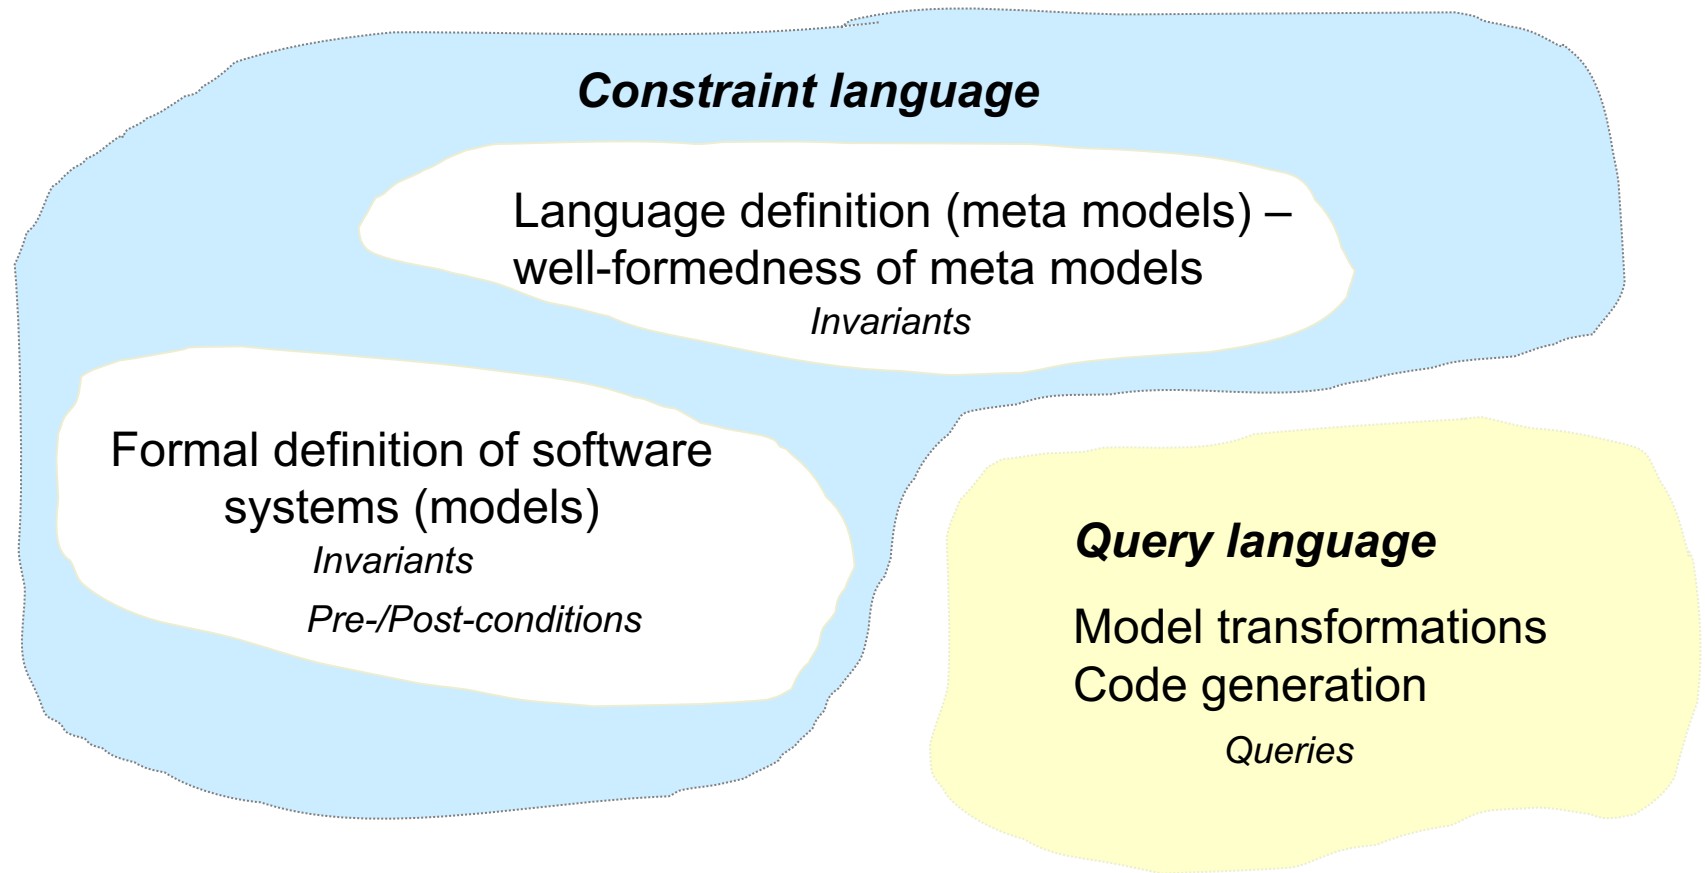 Constraint language
Language definition (meta models) –
well-formedness of meta models
Invariants
Formal definition of software
systems (models)
Invariants
Pre-/Post-conditions
Query language
Model transformations
Code generation
Queries